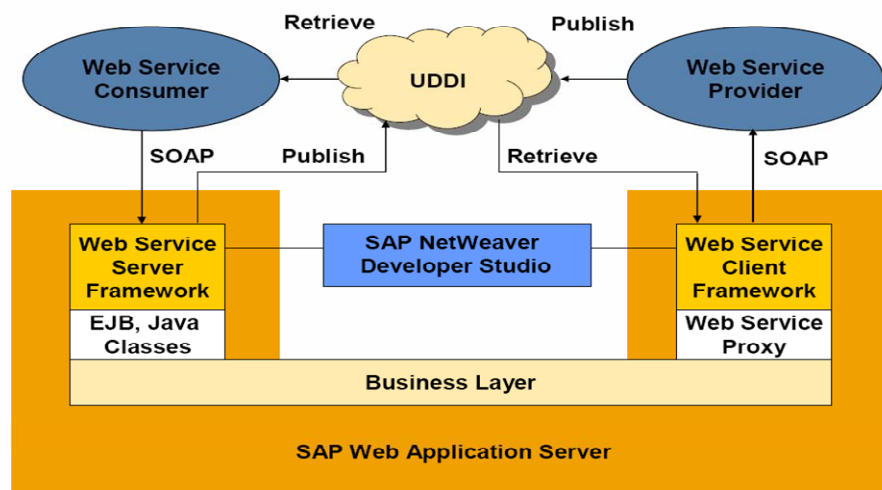 Retrieve
Publish
Web Service
Consumer
UDDI
Web Service
Provider
SOAP
Publish
Retrieve
SOAP
Web Service
Server
Framework
SAP NetWeaver
Developer Studio
Web Service
Client
Framework
EJB, Java
Classes
Web Service
Proxy
Business Layer
SAP Web Application Server